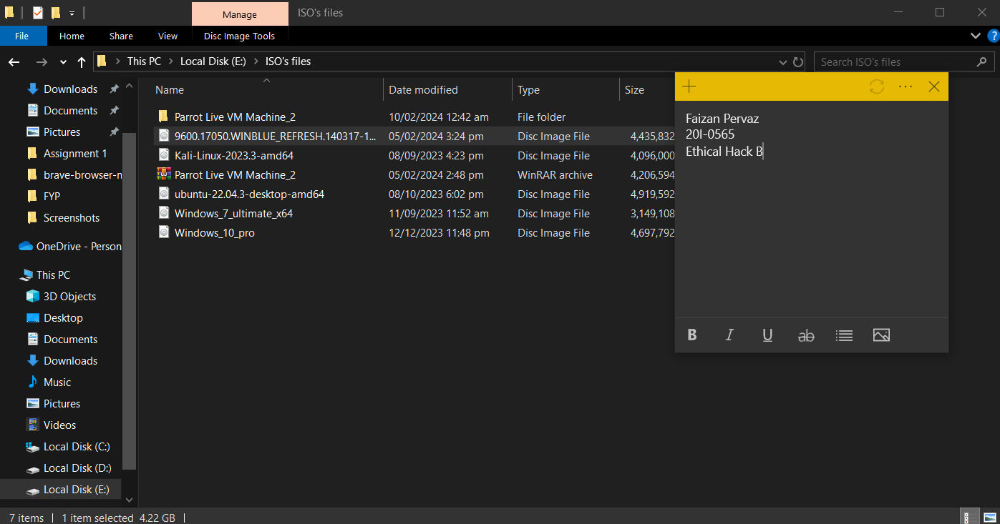 Manage
ISO's files
File
Home
Share
View
Disc Image Tools
?
This PC
Local Disk (E:)
ISO's files
Search ISO's files
Downloads
Documents
Pictures
Assignment 1
brave-browser-m
FYP
Screenshots
OneDrive - Person
This PC
3D Objects
Desktop
Documents
Downloads
Music
Pictures
Videos
Local Disk (C:)
Local Disk (D:)
Local Disk (E:)
Name Date modified Type Size
Parrot Live VM Machine_2 10/02/2024 12:42 am File folder
9600.17050.WINBLUE_REFRESH.140317-1... 05/02/2024 3:24 pm Disc Image File 4,435,832
Kali-Linux-2023.3-amd64 08/09/2023 4:23 pm Disc Image File 4,096,000
Parrot Live VM Machine_2 05/02/2024 2:48 pm WinRAR archive 4,206,594
ubuntu-22.04.3-desktop-amd64 08/10/2023 6:02 pm Disc Image File 4,919,592
Windows_7_ultimate_x64 11/09/2023 11:52 am Disc Image File 3,149,108
Windows_10_pro 12/12/2023 11:48 pm Disc Image File 4,697,792
Faizan Pervaz
20I-0565
Ethical Hack B
B I U ab
7 items 1 item selected 4.22 GB